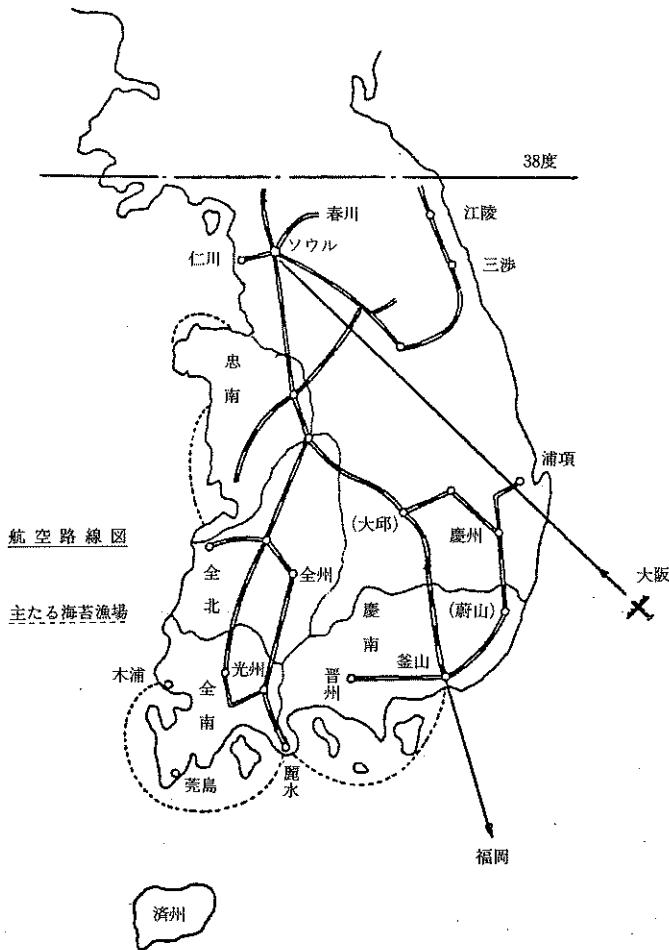 38度
春川
江陵
ソウル
仁川
三渉
忠南
浦項
(大邱)
慶州
航空路線図
大阪
全州
全北
慶南
(蔚山)
主たる海苔漁場
釜山
光州
木浦
晋州
全南
莞島
麗水
福岡
済州